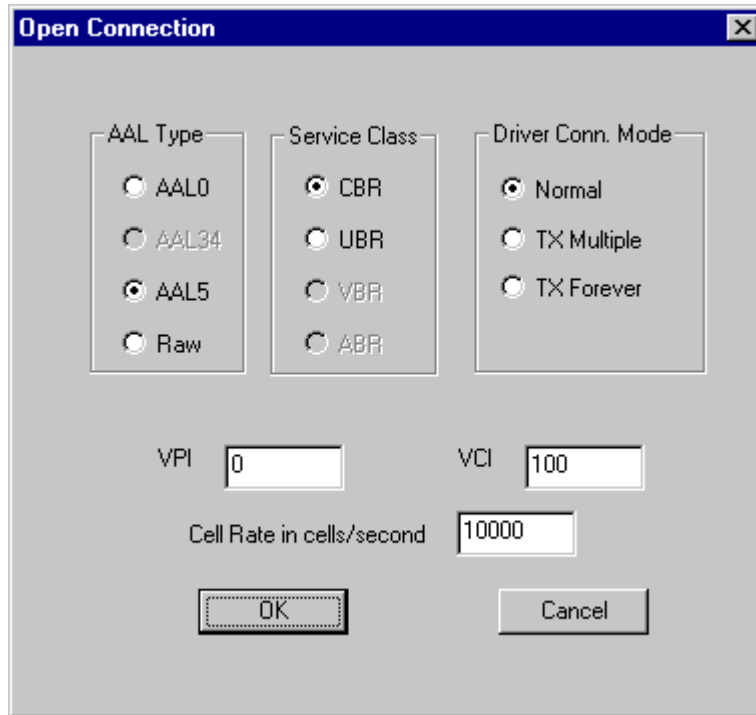 Open Connection
AAL Type
AAL0
AAL34
AAL5
Raw
Service Class
CBR
UBR
VBR
ABR
Driver Conn. Mode
Normal
TX Multiple
TX Forever
VPI 0
VCI 100
Cell Rate in cells/second 10000
OK
Cancel